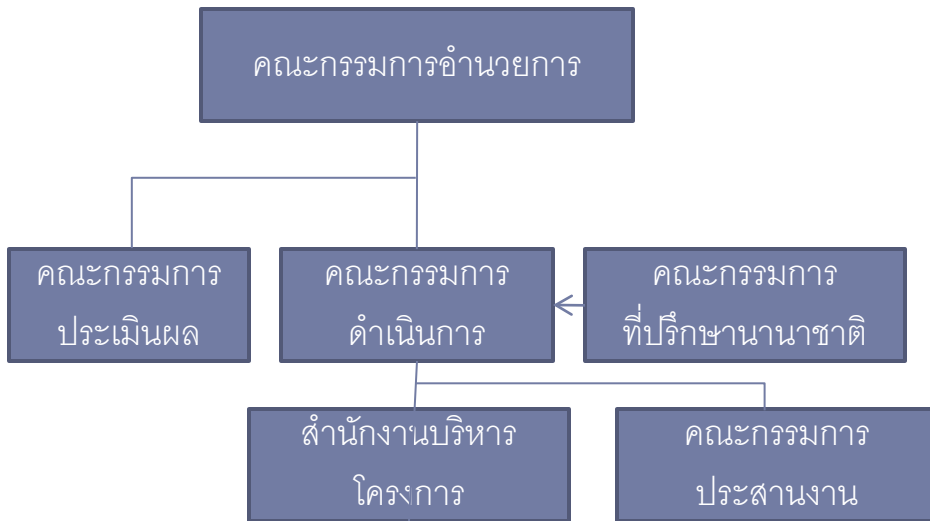 คณะกรรมการอำนวยการ
คณะกรรมการ
ประเมินผล
คณะกรรมการ
ดำเนินการ
คณะกรรมการ
ที่ปรึกษานานาชาติ
สำนักงานบริหาร
โครงการ
คณะกรรมการ
ประสานงาน